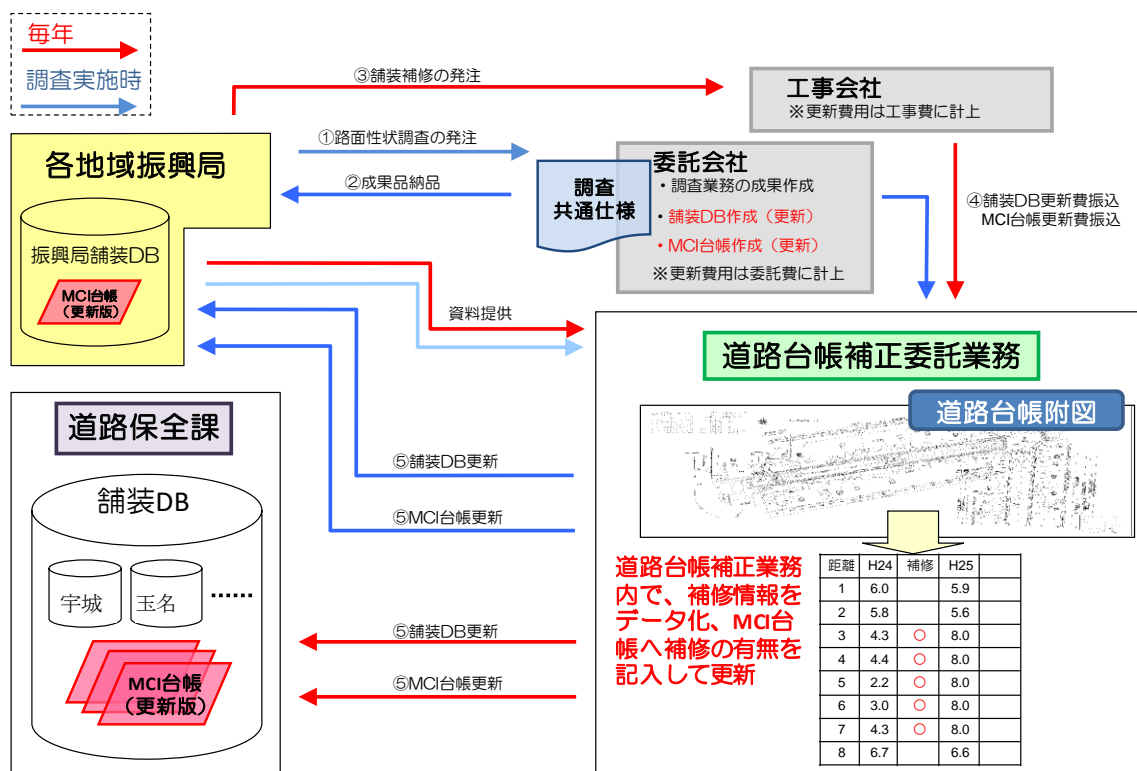 毎年
調査実施時
③舗装補修の発注
工事会社
※更新費用は工事費に計上
各地域振興局
振興局舗装DB
MCI台帳
(更新版)
①路面性状調査の発注
②成果品納品
調査
共通仕様
委託会社
・調査業務の成果作成
・舗装DB作成（更新）
・MCI台帳作成（更新）
※更新費用は委託費に計上
④舗装DB更新費振込
MCI台帳更新費振込
資料提供
道路台帳補正委託業務
道路台帳附図
道路保全課
舗装DB
宇城
玉名
……
MCI台帳
(更新版)
⑤舗装DB更新
⑤MCI台帳更新
⑤舗装DB更新
⑤MCI台帳更新
道路台帳補正業務
内で、補修情報を
データ化、MCI台
帳へ補修の有無を
記入して更新
距離 H24 補修 H25
1 6.0 5.9
2 5.8 5.6
3 4.3 ○ 8.0
4 4.4 ○ 8.0
5 2.2 ○ 8.0
6 3.0 ○ 8.0
7 4.3 ○ 8.0
8 6.7 6.6